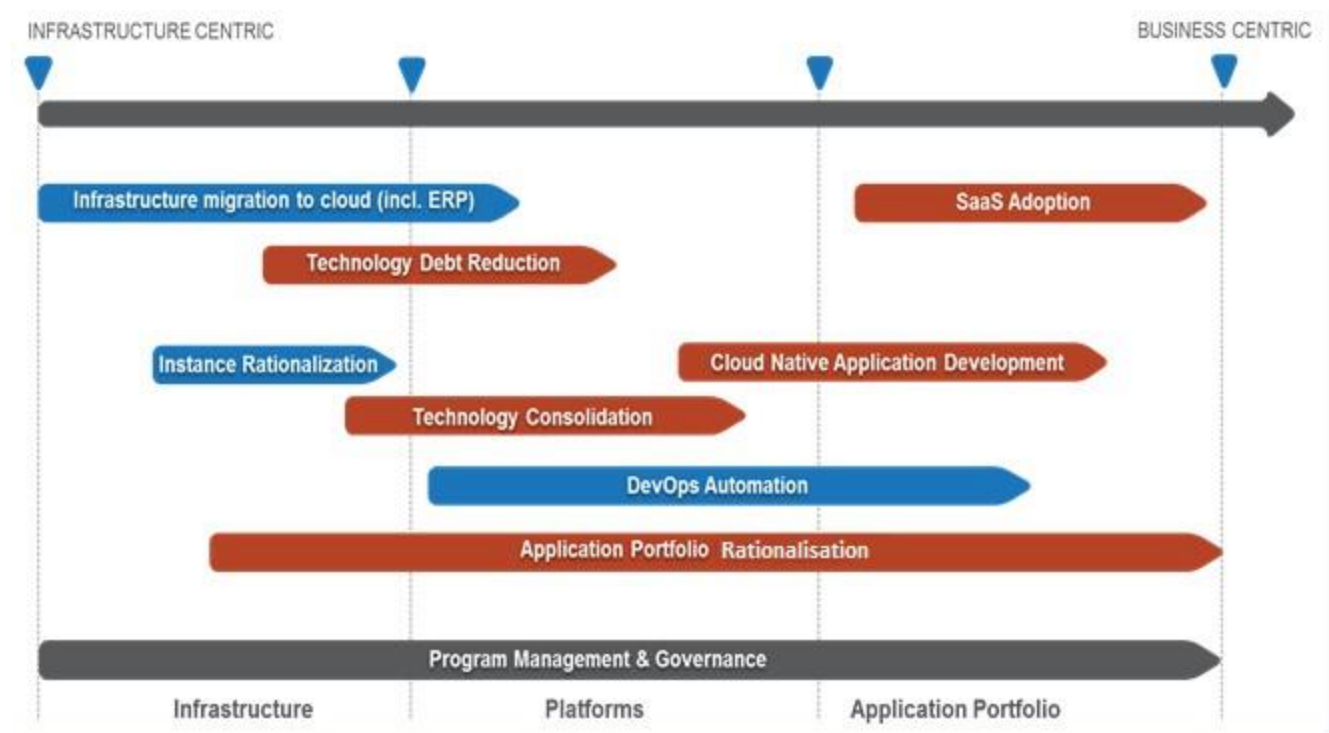 INFRASTRUCTURE CENTRIC
BUSINESS CENTRIC
Infrastructure migration to cloud (incl. ERP)
SaaS Adoption
Technology Debt Reduction
Instance Rationalization
Cloud Native Application Development
Technology Consolidation
DevOps Automation
Application Portfolio Rationalisation
Program Management & Governance
Infrastructure
Platforms
Application Portfolio